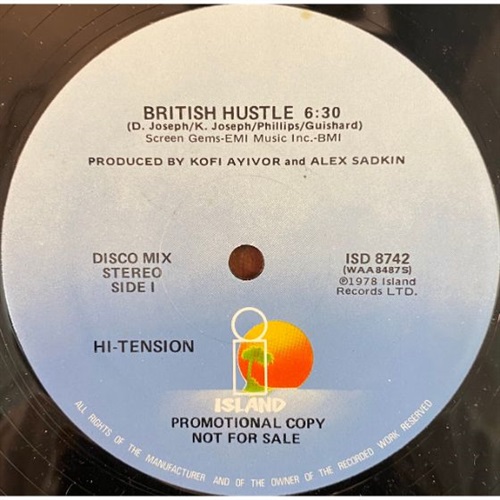 BRITISH HUSTLE 6:30
(D. Joseph/K. Joseph/Phillips/Guishard)
Screen Gems-EMI Music Inc.-BMI
PRODUCED BY KOFI AYIVOR and ALEX SADKIN
DISCO MIX
STEREO
SIDE I
ISD 8742
(WAA8487S)
℗1978 Island
Records LTD.
HI-TENSION
i
ISLAND
PROMOTIONAL COPY
NOT FOR SALE
ALL RIGHTS OF THE MANUFACTURER AND OF THE OWNER OF THE RECORDED WORK RESERVED